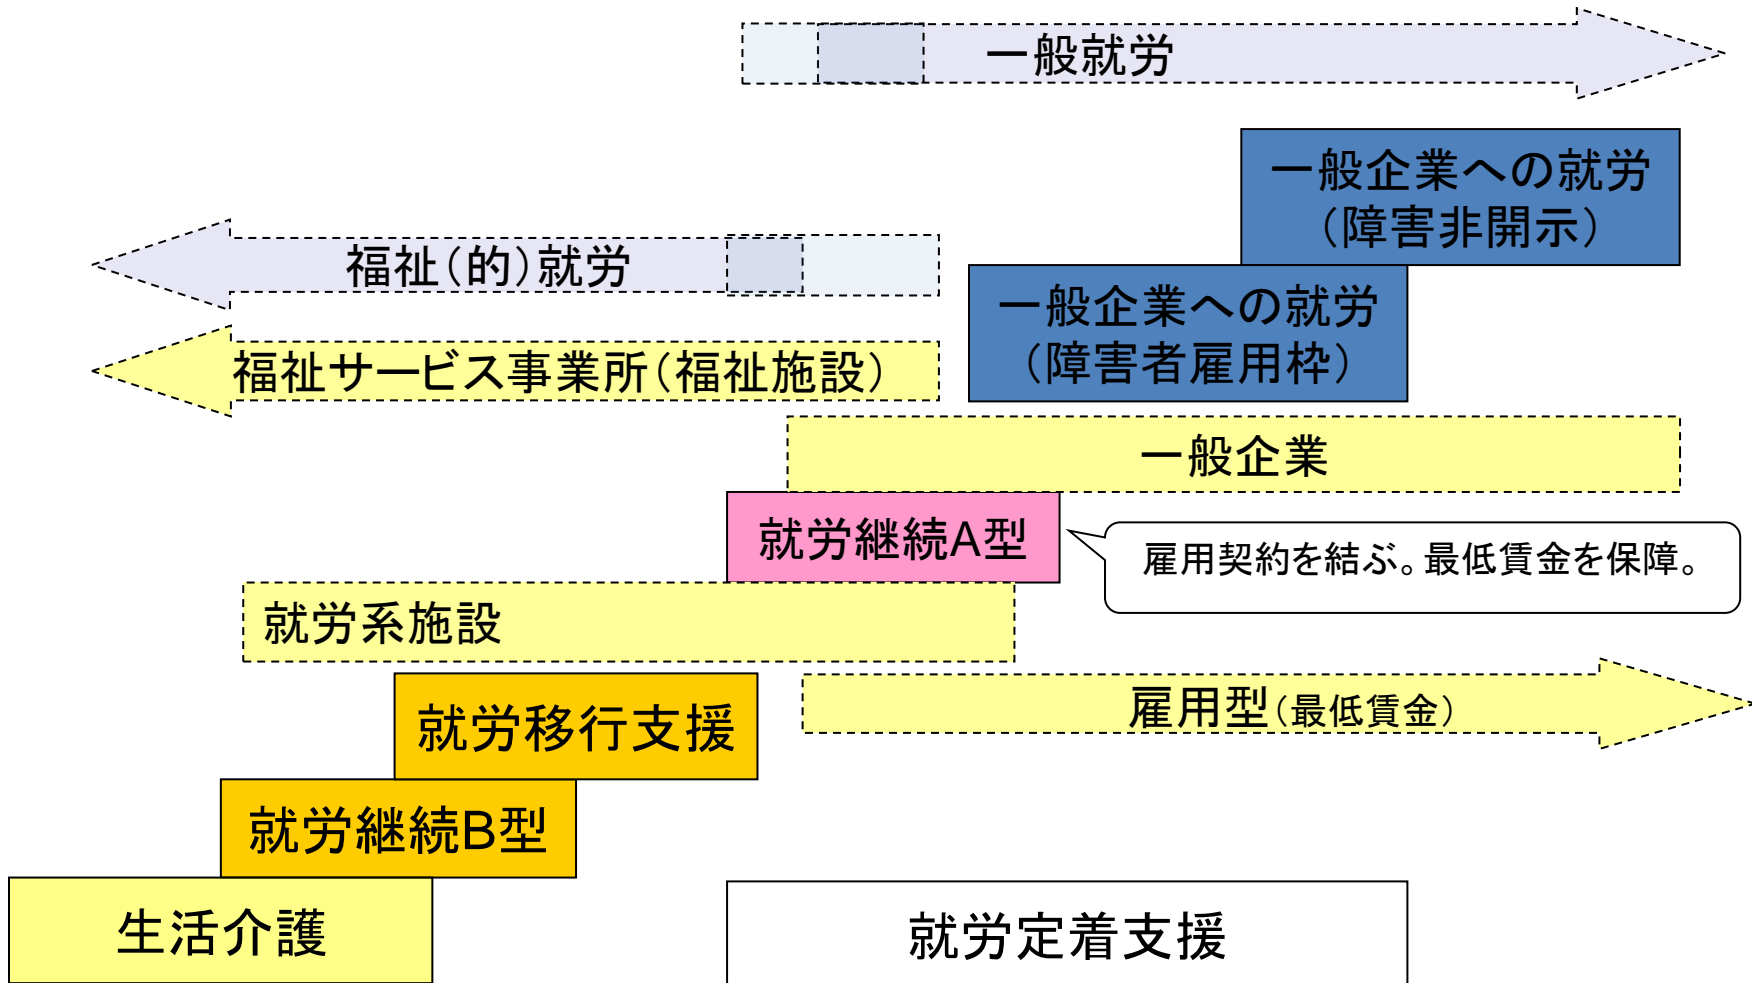 一般就労
一般企業への就労
（障害非開示）
福祉（的）就労
一般企業への就労
（障害者雇用枠）
福祉サービス事業所（福祉施設）
一般企業
就労継続A型
雇用契約を結ぶ。最低賃金を保障。
就労系施設
雇用型（最低賃金）
就労移行支援
就労継続B型
生活介護
就労定着支援